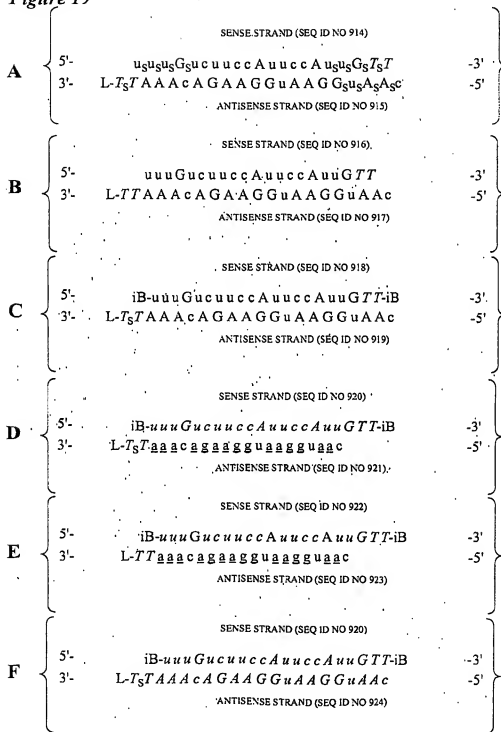 Figure 19
SENSE STRAND (SEQ ID NO 914)
A 5'- usususGsucuuccAuuccAususGsTsT -3'
3'- L-TsTAAAcAGAAGGuAAGGsusAsAsc -5'
ANTISENSE STRAND (SEQ ID NO 915)
SENSE STRAND (SEQ ID NO 916)
B 5'- uuuGucuuccAuuccAuuGTT -3'
3'- L-TTAAAcAGAAGGuAAGGuAAc -5'
ANTISENSE STRAND (SEQ ID NO 917)
SENSE STRAND (SEQ ID NO 918)
C 5'- iB-uuuGucuuccAuuccAuuGTT-iB -3'
3'- L-TsTAAAcAGAAGGuAAGGuAAc -5'
ANTISENSE STRAND (SEQ ID NO 919)
SENSE STRAND (SEQ ID NO 920)
D 5'- iB-uuuGucuuccAuuccAuuGTT-iB -3'
3'- L-TsTaaacagaagguaagguaac -5'
ANTISENSE STRAND (SEQ ID NO 921)
SENSE STRAND (SEQ ID NO 922)
E 5'- iB-uuuGucuuccAuuccAuuGTT-iB -3'
3'- L-TTaaacagaagguaagguaac -5'
ANTISENSE STRAND (SEQ ID NO 923)
SENSE STRAND (SEQ ID NO 920)
F 5'- iB-uuuGucuuccAuuccAuuGTT-iB -3'
3'- L-TsTAAAcAGAAGGuAAGGuAAc -5'
ANTISENSE STRAND (SEQ ID NO 924)